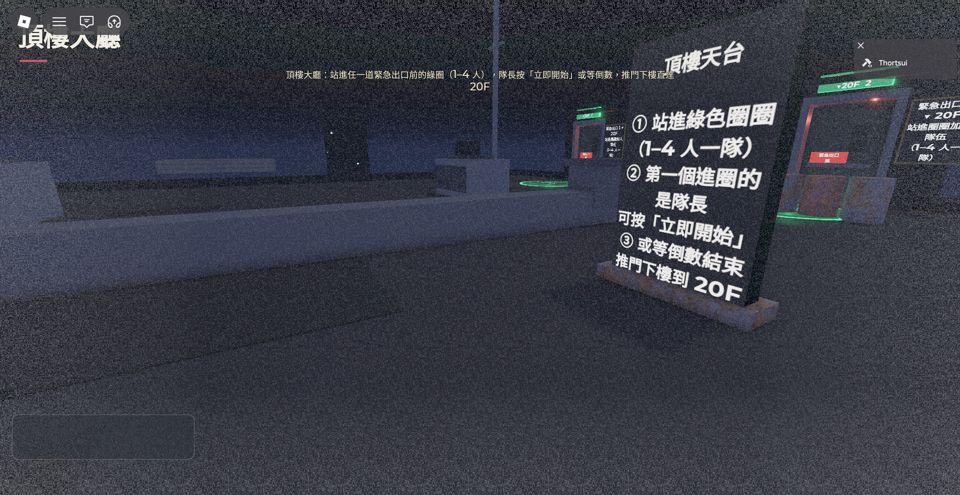 頂樓大廳
頂樓大廳：站進任一道緊急出口前的綠圈（1–4 人），隊長按「立即開始」或等倒數，推門下樓直達
20F
Thortsui
頂樓天台
① 站進綠色圈圈
（1–4 人一隊）
② 第一個進圈的
是隊長
可按「立即開始」
③ 或等倒數結束
推門下樓到 20F
▼20F 2
緊急出口
緊急出口
▼ 20F
站進圈圈加
隊伍
（1–4 人一
隊）